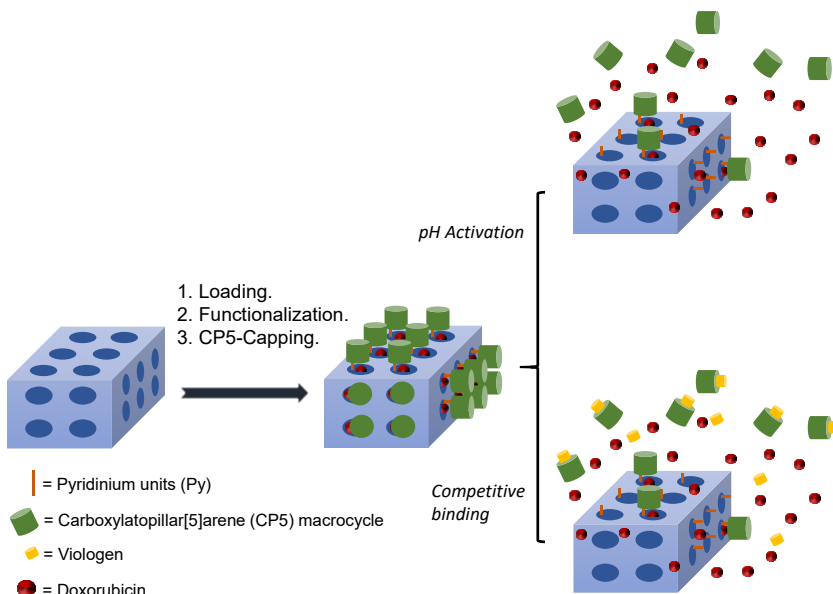 pH Activation
1. Loading.
2. Functionalization.
3. CP5-Capping.
Competitive
binding
= Pyridinium units (Py)
= Carboxylatopillar[5]arene (CP5) macrocycle
= Viologen
= Doxorubicin